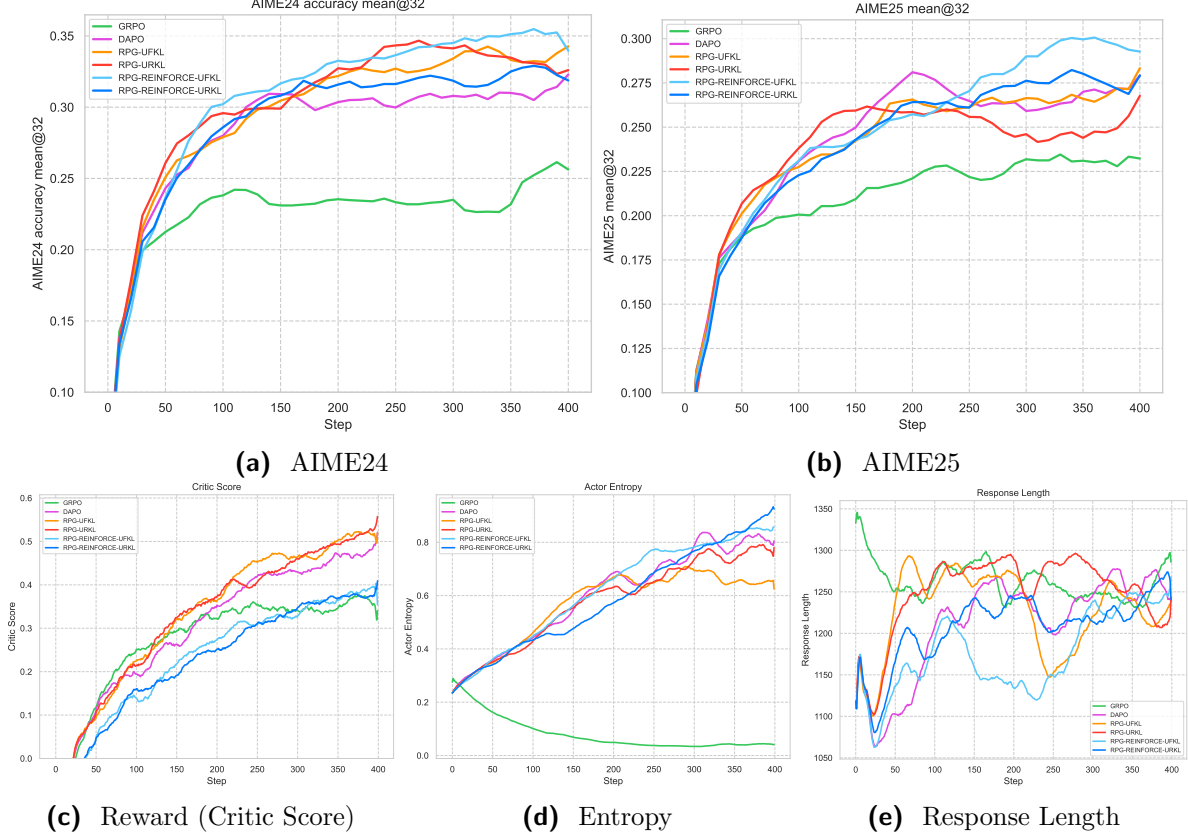 AIME24 accuracy mean@32
GRPO
DAPO
RPG-UFKL
RPG-URKL
RPG-REINFORCE-UFKL
RPG-REINFORCE-URKL
AIME24 accuracy mean@32
0.35
0.30
0.25
0.20
0.15
0.10
0 50 100 150 200 250 300 350 400
Step
(a) AIME24
AIME25 mean@32
GRPO
DAPO
RPG-UFKL
RPG-URKL
RPG-REINFORCE-UFKL
RPG-REINFORCE-URKL
AIME25 mean@32
0.300
0.275
0.250
0.225
0.200
0.175
0.150
0.125
0.100
0 50 100 150 200 250 300 350 400
Step
(b) AIME25
Critic Score
GRPO
DAPO
RPG-UFKL
RPG-URKL
RPG-REINFORCE-UFKL
RPG-REINFORCE-URKL
Critic Score
0.6
0.5
0.4
0.3
0.2
0.1
0.0
0 50 100 150 200 250 300 350 400
Step
(c) Reward (Critic Score)
Actor Entropy
GRPO
DAPO
RPG-UFKL
RPG-URKL
RPG-REINFORCE-UFKL
RPG-REINFORCE-URKL
Actor Entropy
0.8
0.6
0.4
0.2
0.0
0 50 100 150 200 250 300 350 400
Step
(d) Entropy
Response Length
Response Length
1350
1300
1250
1200
1150
1100
1050
GRPO
DAPO
RPG-UFKL
RPG-URKL
RPG-REINFORCE-UFKL
RPG-REINFORCE-URKL
0 50 100 150 200 250 300 350 400
Step
(e) Response Length